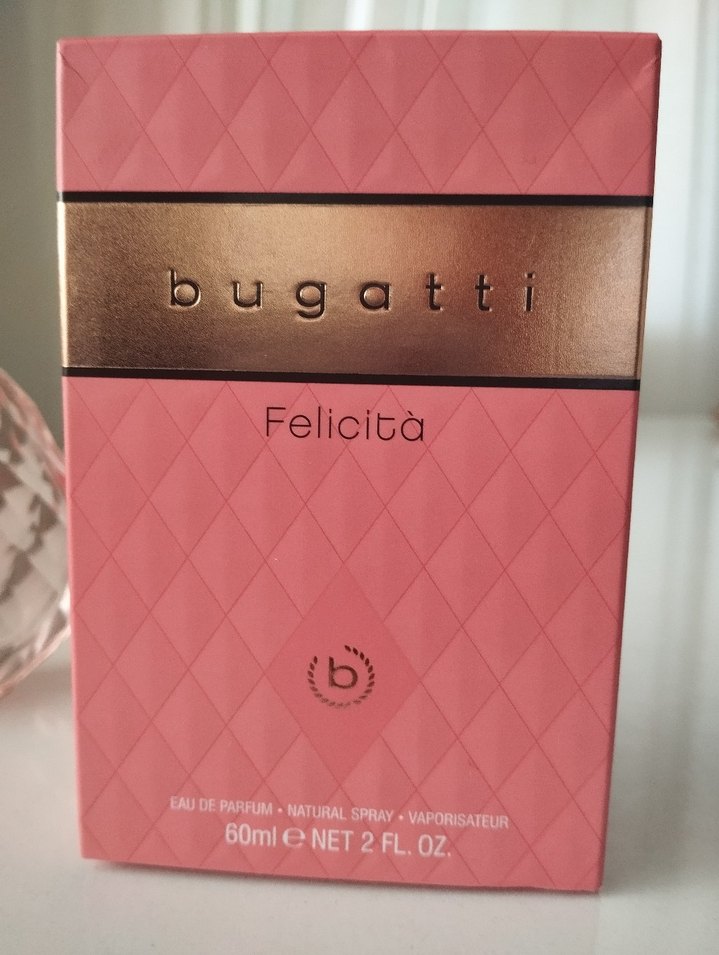 bugatti
Felicità
b
EAU DE PARFUM • NATURAL SPRAY • VAPORISATEUR
60ml ℮ NET 2 FL. OZ.